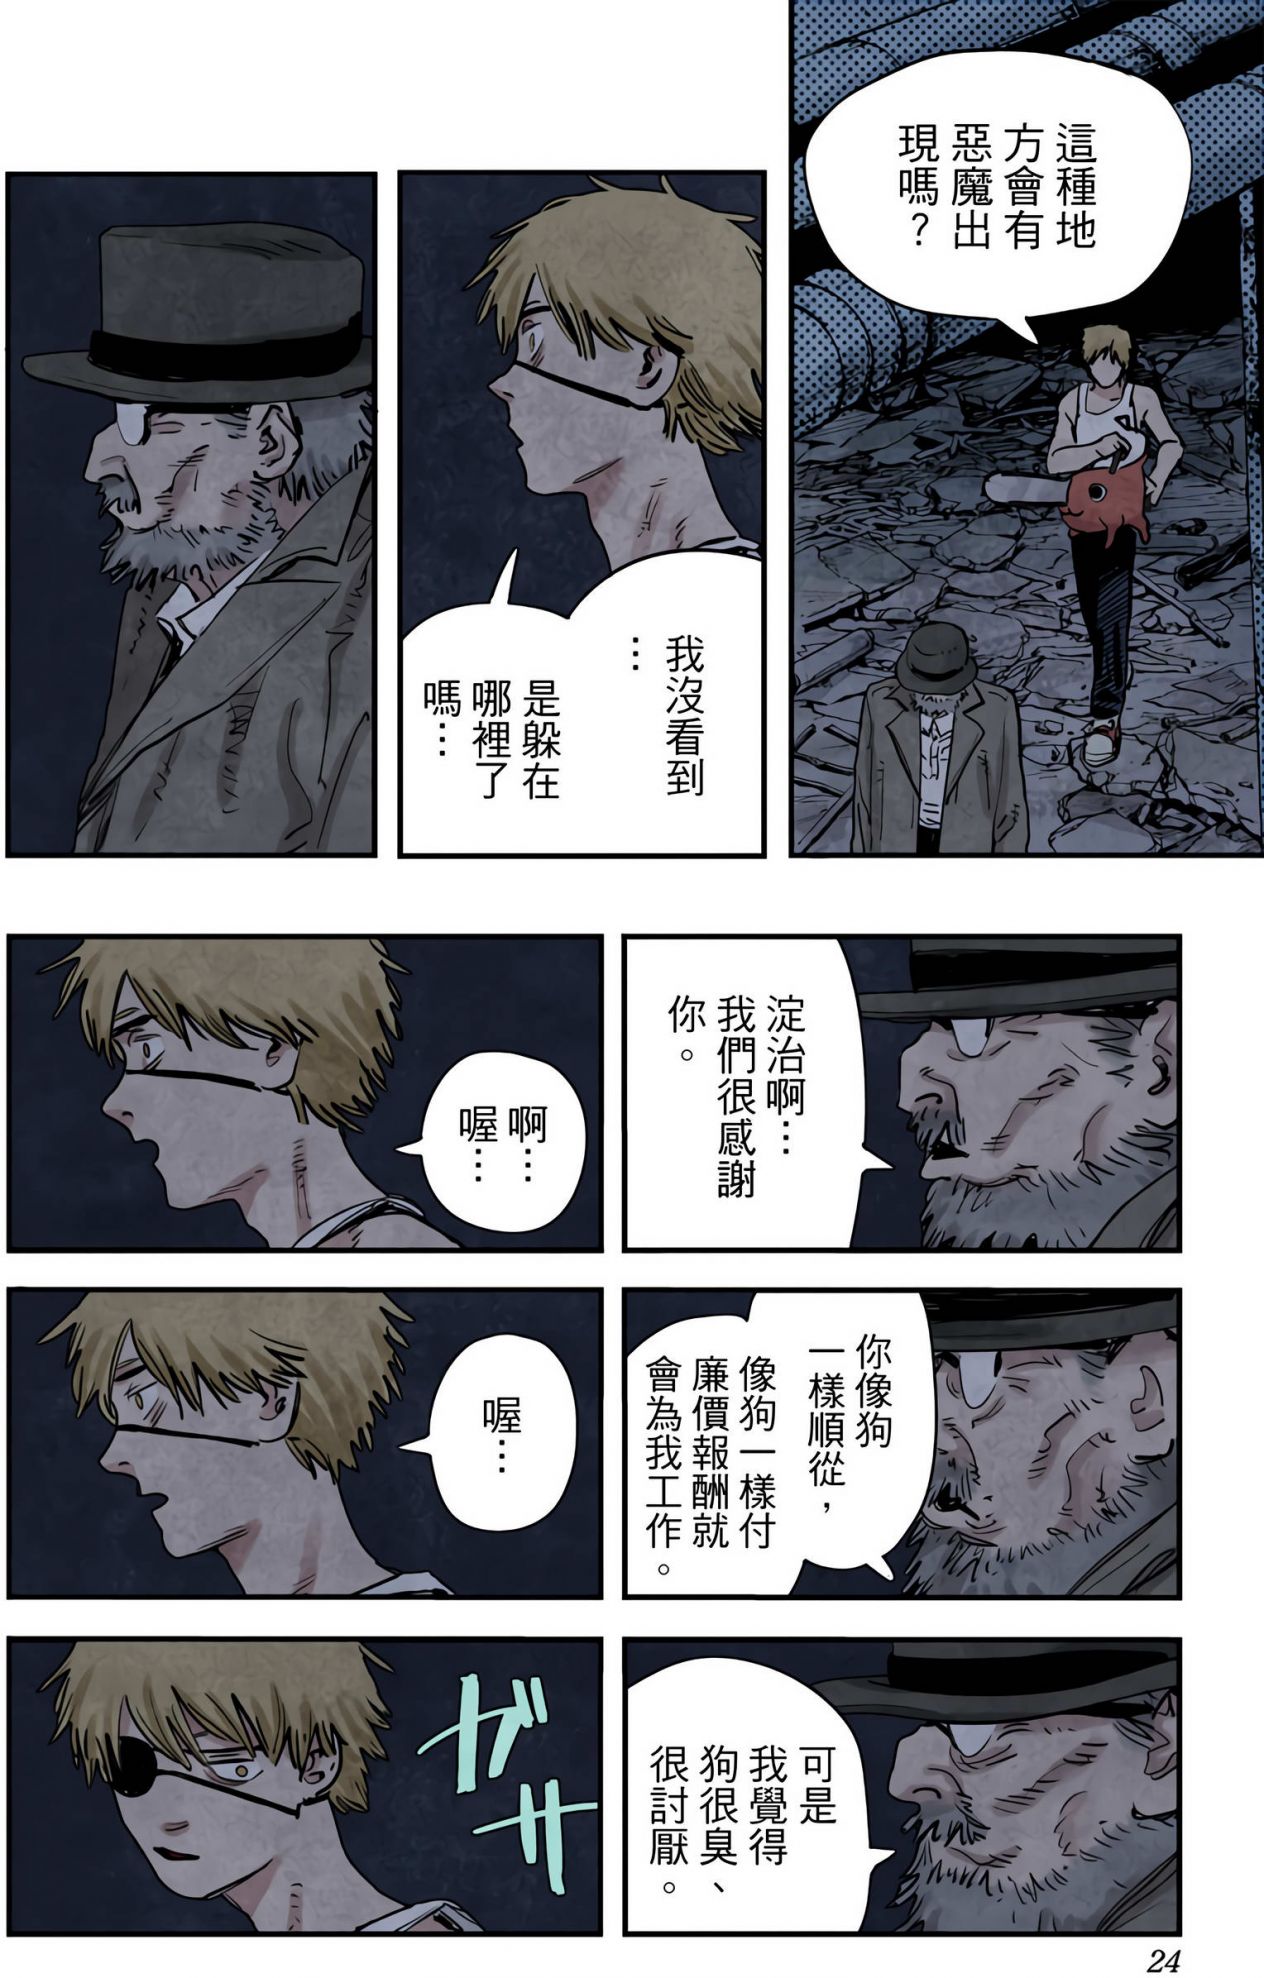 這種地
方會有
惡魔出
現嗎？
我沒看到
…
是躲在
哪裡了
嗎…
淀治啊…
我們很感謝
你。
啊…
喔…
你像狗
一樣順從，
像狗一樣付
廉價報酬就
會為我工作。
喔…
可是
我覺得
狗很臭、
很討厭。
ザ
ザ
24